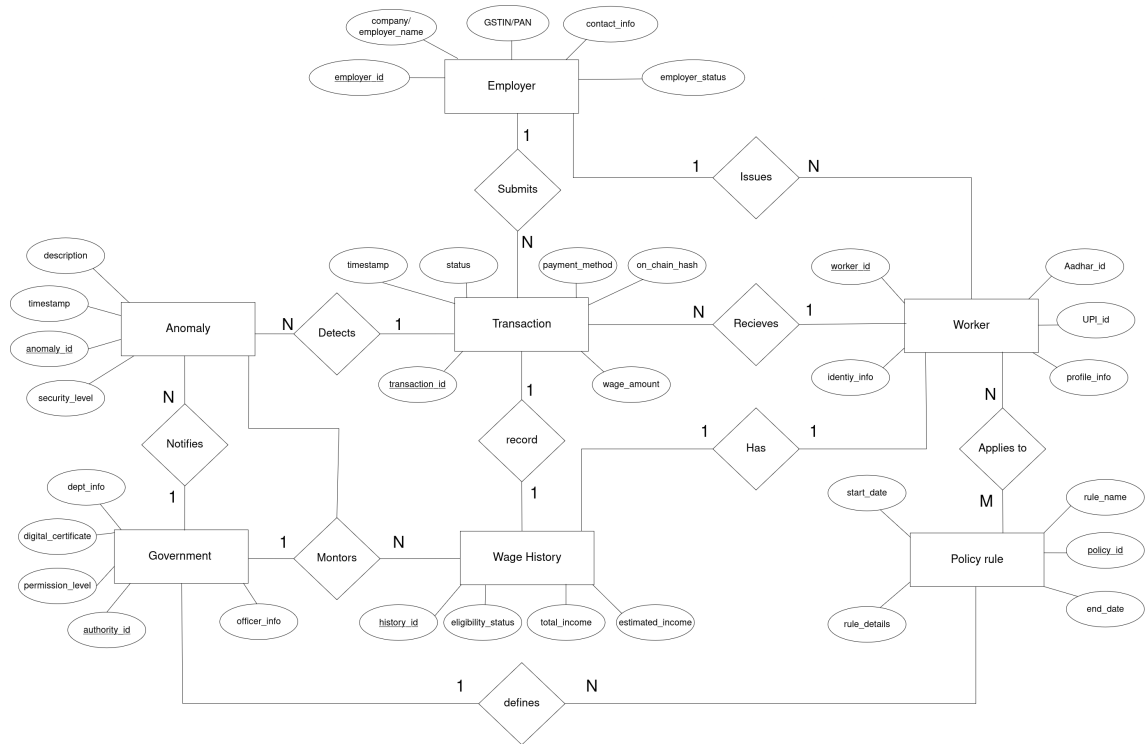 company/
employer_name
GSTIN/PAN
contact_info
employer_id
Employer
employer_status
1
1
Issues
N
Submits
N
description
timestamp
status
payment_method
on_chain_hash
worker_id
Aadhar_id
timestamp
Anomaly
N
Detects
1
Transaction
N
Recieves
1
Worker
UPI_id
anomaly_id
security_level
transaction_id
wage_amount
identiy_info
profile_info
N
1
N
Notifies
record
1
Has
1
Applies to
dept_info
1
1
start_date
M
rule_name
digital_certificate
Government
1
Montors
N
Wage History
Policy rule
policy_id
permission_level
authority_id
officer_info
history_id
eligibility_status
total_income
estimated_income
rule_details
end_date
1
defines
N